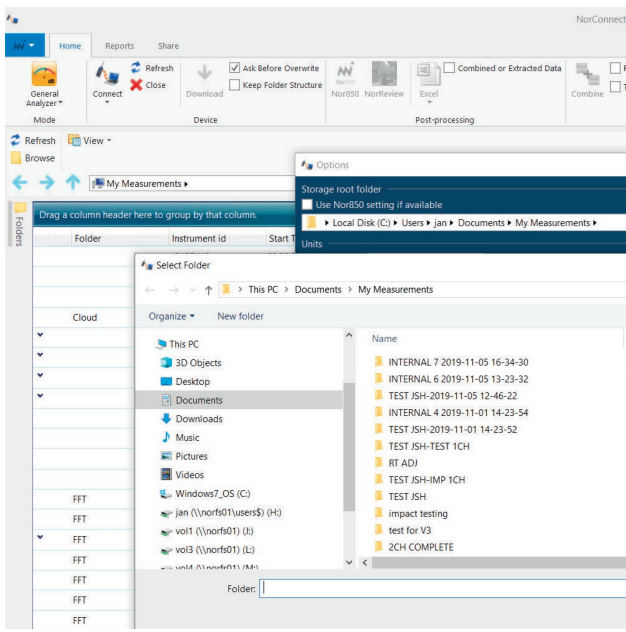 NorConnect
Home Reports Share
General Analyzer
Mode
Connect
Refresh
Close
Download
Ask Before Overwrite
Keep Folder Structure
Device
Nor850
NorReview
Excel
Combined or Extracted Data
Combine
Post-processing
Refresh View
Browse
My Measurements
Folders
Drag a column header here to group by that column.
Folder Instrument id Start T
Cloud
FFT
FFT
FFT
FFT
FFT
FFT
FFT
Options
Storage root folder
Use Nor850 setting if available
Local Disk (C:) Users jan Documents My Measurements
Units
Select Folder
This PC > Documents > My Measurements
Organize New folder
This PC
3D Objects
Desktop
Documents
Downloads
Music
Pictures
Videos
Windows7_OS (C:)
jan (\\norfs01\users$) (H:)
vol1 (\\norfs01) (I:)
vol3 (\\norfs01) (L:)
vol4 (\\norfs01) (M:)
Name
INTERNAL 7 2019-11-05 16-34-30
INTERNAL 6 2019-11-05 13-23-32
TEST JSH-2019-11-05 12-46-22
INTERNAL 4 2019-11-01 14-23-54
TEST JSH-2019-11-01 14-23-52
TEST JSH-TEST 1CH
RT ADJ
TEST JSH-IMP 1CH
TEST JSH
impact testing
test for V3
2CH COMPLETE
Folder: